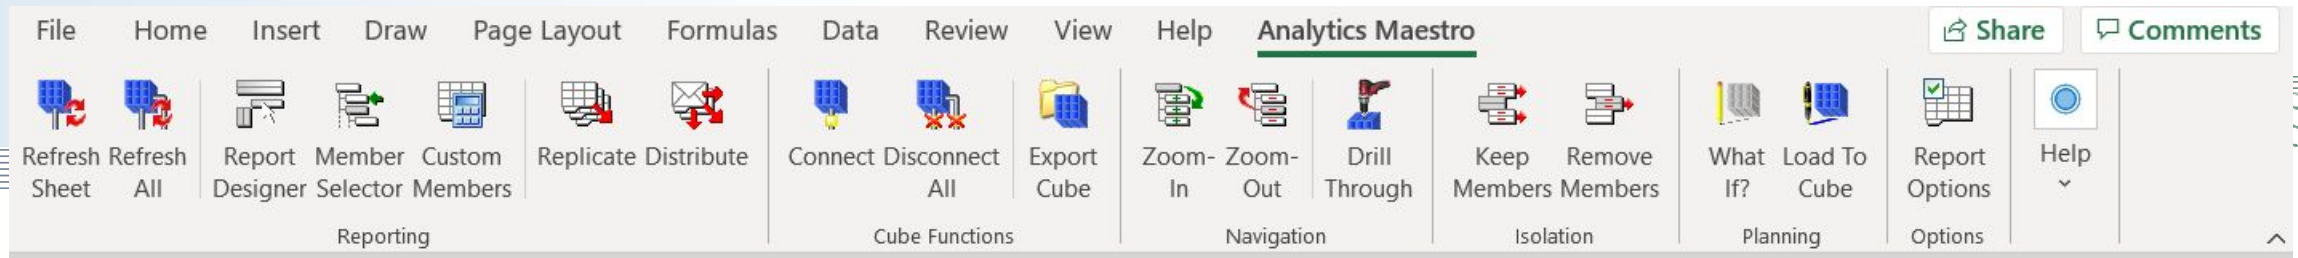 File Home Insert Draw Page Layout Formulas Data Review View Help Analytics Maestro Share Comments
Refresh Refresh Report Member Custom Replicate Distribute Connect Disconnect Export Zoom- Zoom- Drill Keep Remove What Load To Report Help
Sheet All Designer Selector Members All Cube In Out Through Members Members If? Cube Options
Reporting Cube Functions Navigation Isolation Planning Options